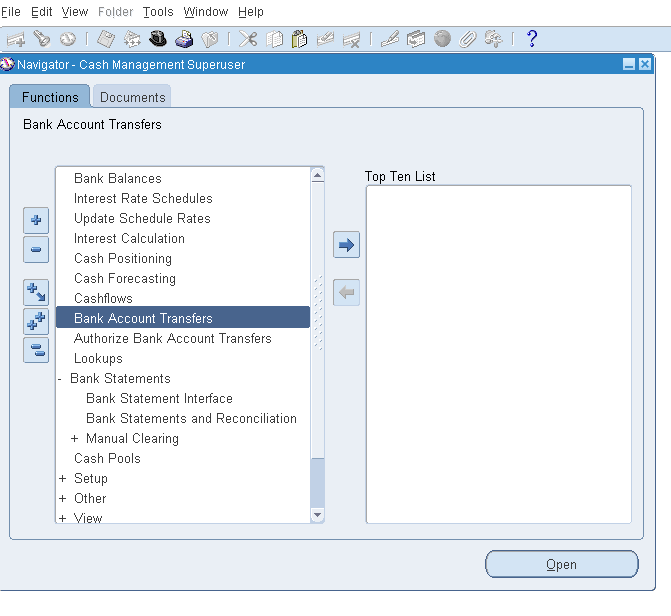 File Edit View Folder Tools Window Help
?
Navigator - Cash Management Superuser
Functions Documents
Bank Account Transfers
Top Ten List
Bank Balances
Interest Rate Schedules
Update Schedule Rates
Interest Calculation
Cash Positioning
Cash Forecasting
Cashflows
Bank Account Transfers
Authorize Bank Account Transfers
Lookups
- Bank Statements
Bank Statement Interface
Bank Statements and Reconciliation
+ Manual Clearing
Cash Pools
+ Setup
+ Other
+ View
Open